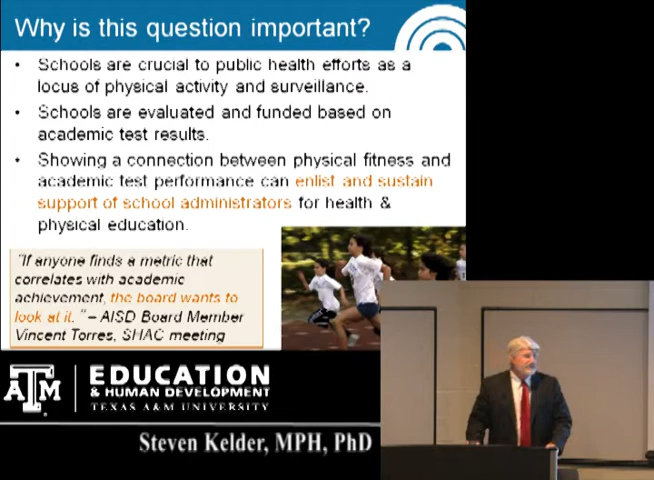 Why is this question important?
• Schools are crucial to public health efforts as a
locus of physical activity and surveillance.
• Schools are evaluated and funded based on
academic test results.
• Showing a connection between physical fitness and
academic test performance can enlist and sustain
support of school administrators for health &
physical education.
"If anyone finds a metric that
correlates with academic
achievement, the board wants to
look at it. " – AISD Board Member
Vincent Torres, SHAC meeting
ATM
EDUCATION
& HUMAN DEVELOPMENT
TEXAS A&M UNIVERSITY
Steven Kelder, MPH, PhD